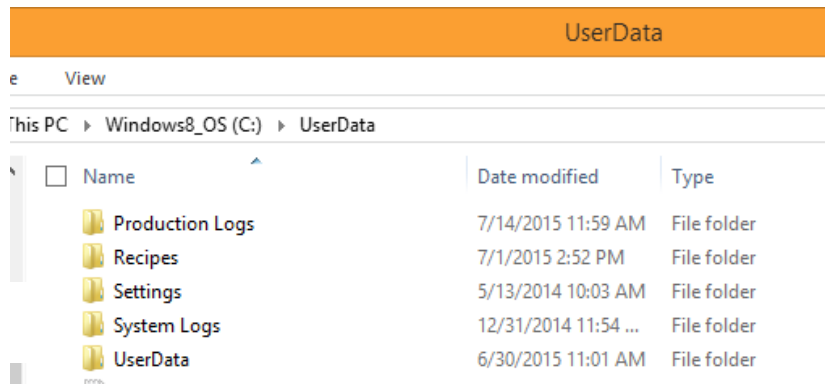 UserData
e View
This PC Windows8_OS (C:) UserData
Name Date modified Type
Production Logs 7/14/2015 11:59 AM File folder
Recipes 7/1/2015 2:52 PM File folder
Settings 5/13/2014 10:03 AM File folder
System Logs 12/31/2014 11:54 ... File folder
UserData 6/30/2015 11:01 AM File folder